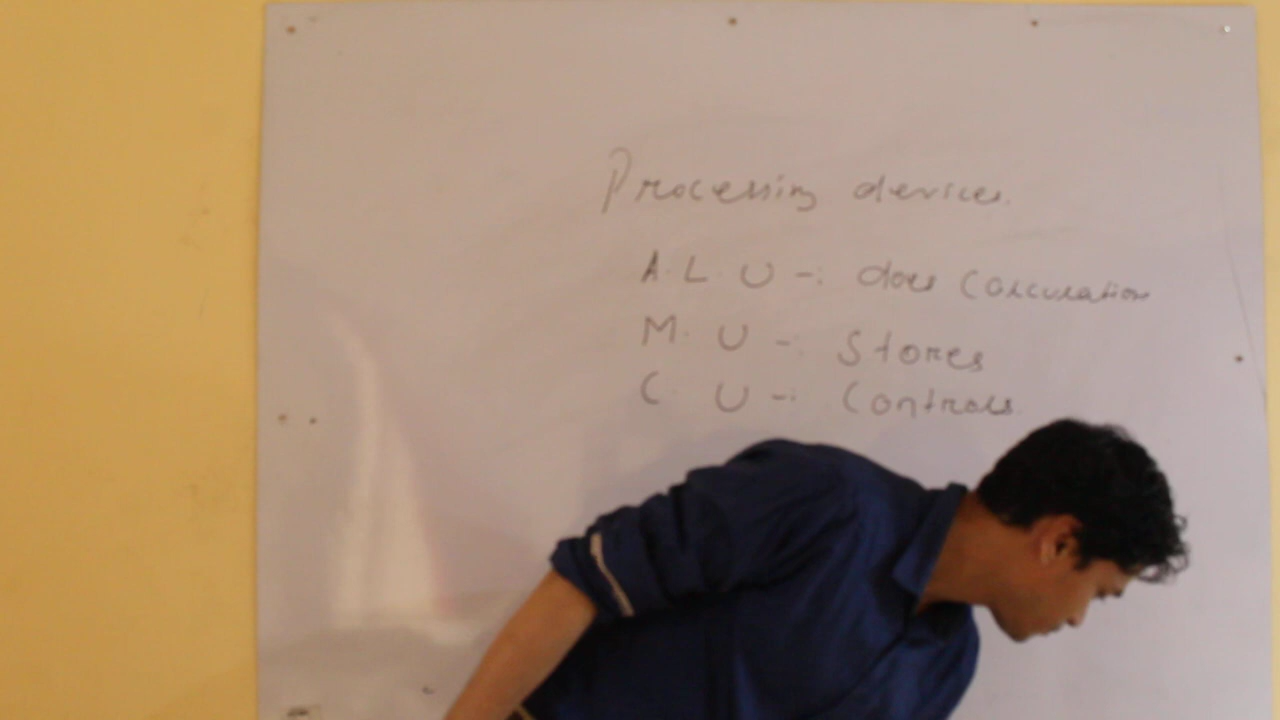 Processing devices.
A. L. U -: does Calculation
M. U -: Stores
C. U -: Controls.